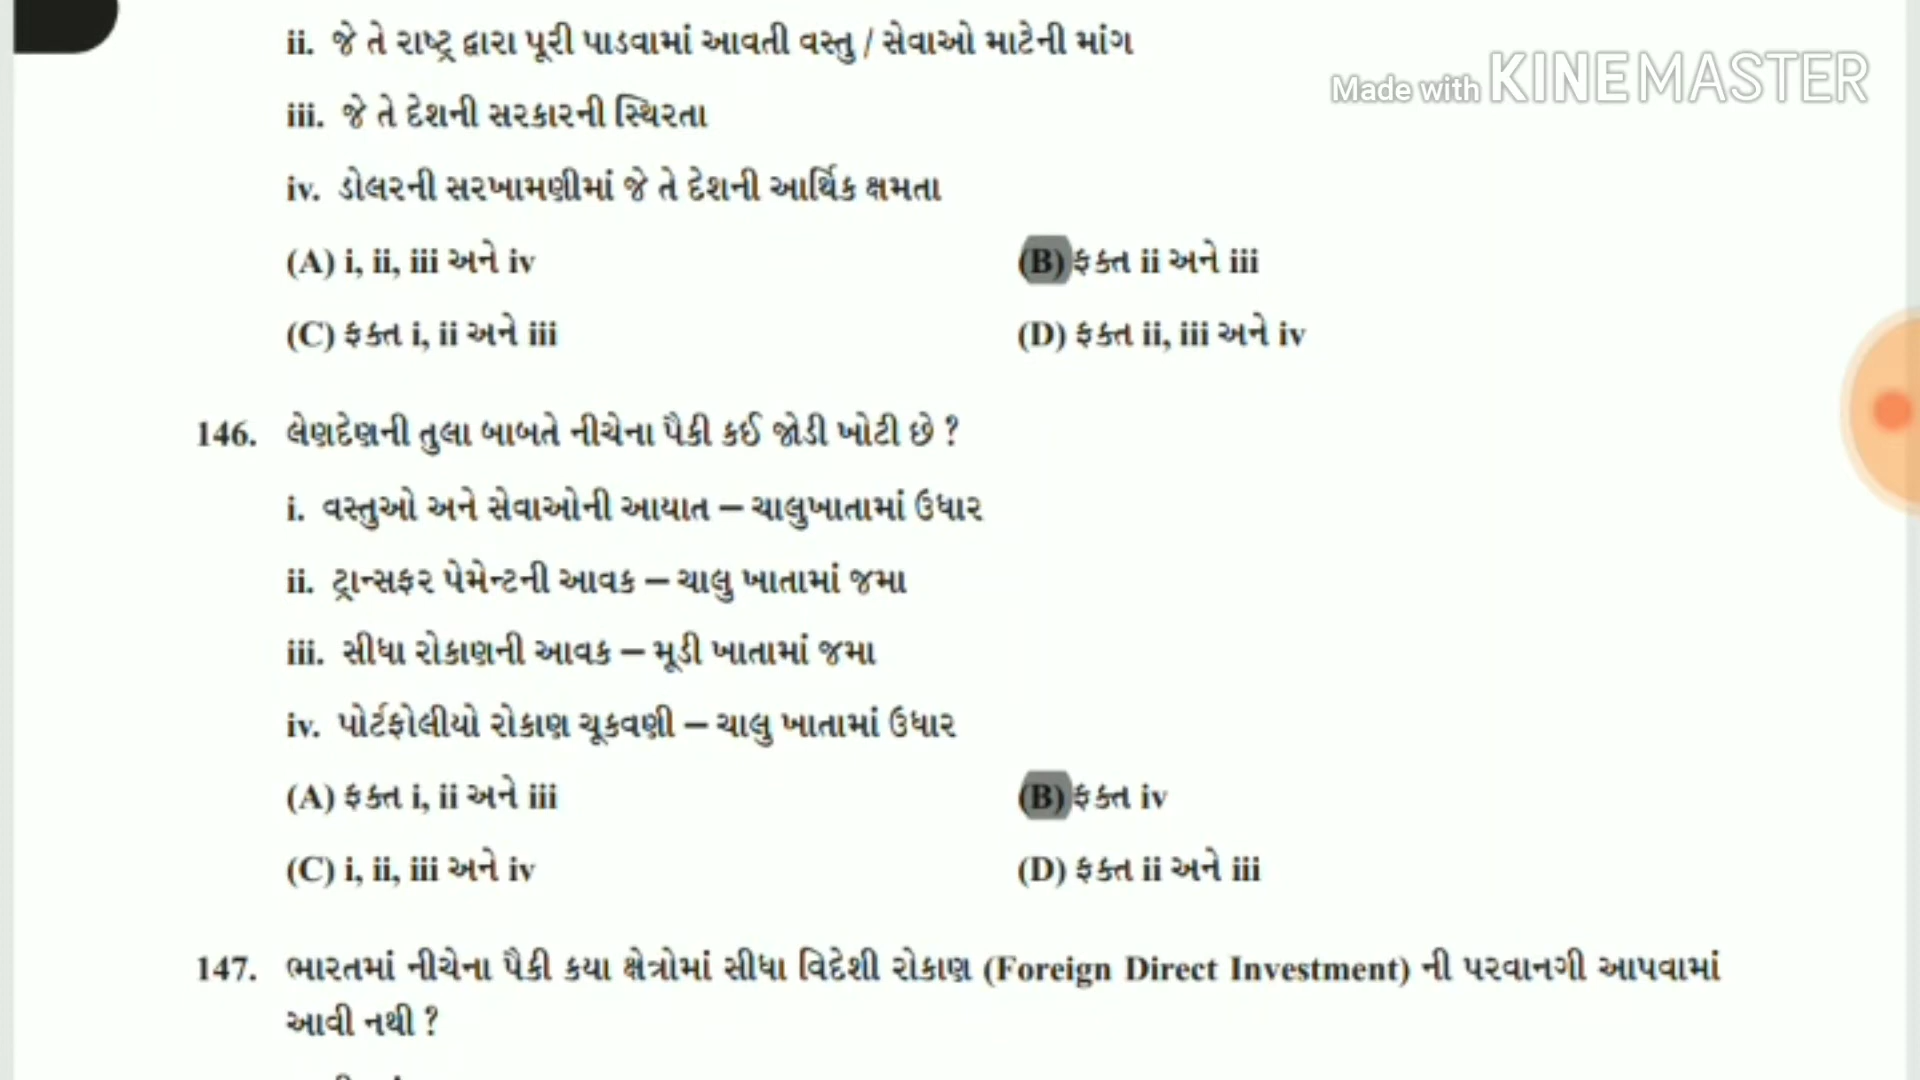 ii. જે તે રાષ્ટ્ર દ્વારા પૂરી પાડવામાં આવતી વસ્તુ / સેવાઓ માટેની માંગ
Made with KINEMASTER
iii. જે તે દેશની સરકારની સ્થિરતા
iv. ડોલરની સરખામણીમાં જે તે દેશની આર્થિક ક્ષમતા
(A) i, ii, iii અને iv (B) ફક્ત ii અને iii
(C) ફક્ત i, ii અને iii (D) ફક્ત ii, iii અને iv
146. લેણદેણની તુલા બાબતે નીચેના પૈકી કઈ જોડી ખોટી છે ?
i. વસ્તુઓ અને સેવાઓની આયાત – ચાલુખાતામાં ઉધાર
ii. ટ્રાન્સફર પેમેન્ટની આવક – ચાલુ ખાતામાં જમા
iii. સીધા રોકાણની આવક – મૂડી ખાતામાં જમા
iv. પોર્ટફોલીયો રોકાણ ચૂકવણી – ચાલુ ખાતામાં ઉધાર
(A) ફક્ત i, ii અને iii (B) ફક્ત iv
(C) i, ii, iii અને iv (D) ફક્ત ii અને iii
147. ભારતમાં નીચેના પૈકી કયા ક્ષેત્રોમાં સીધા વિદેશી રોકાણ (Foreign Direct Investment) ની પરવાનગી આપવામાં
આવી નથી ?